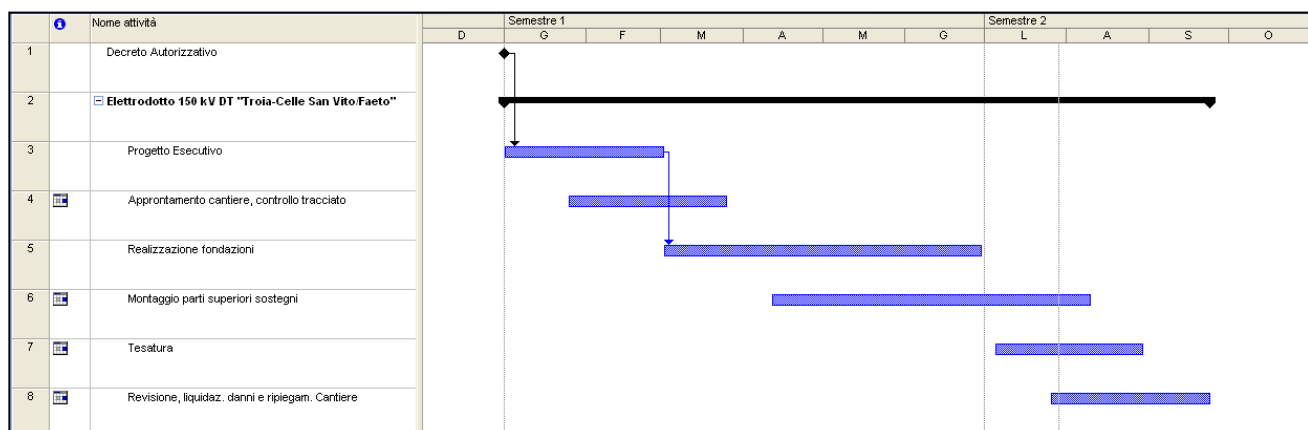 Nome attività
Semestre 1
Semestre 2
D G F M A M G L A S O
1 Decreto Autorizzativo
2 Elettrodotto 150 kV DT "Troia-Celle San Vito/Faeto"
3 Progetto Esecutivo
4 Approntamento cantiere, controllo tracciato
5 Realizzazione fondazioni
6 Montaggio parti superiori sostegni
7 Tesatura
8 Revisione, liquidaz. danni e ripiegam. Cantiere